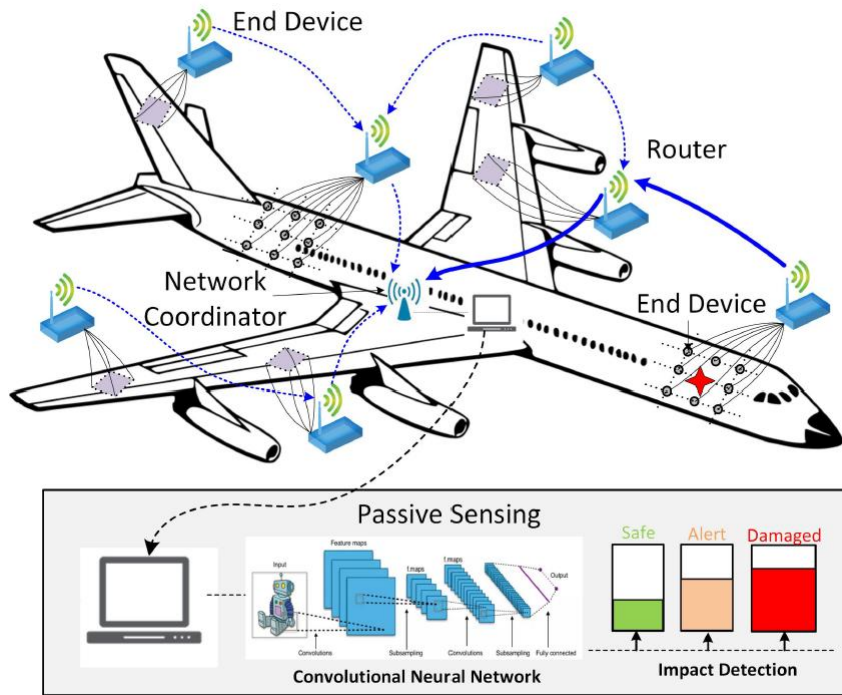 End Device
Router
Network
Coordinator
End Device
Passive Sensing
Safe
Alert
Damaged
Feature maps
Input
f.maps
f.maps
Output
Convolutions
Subsampling
Convolutions
Subsampling
Fully connected
Convolutional Neural Network
Impact Detection